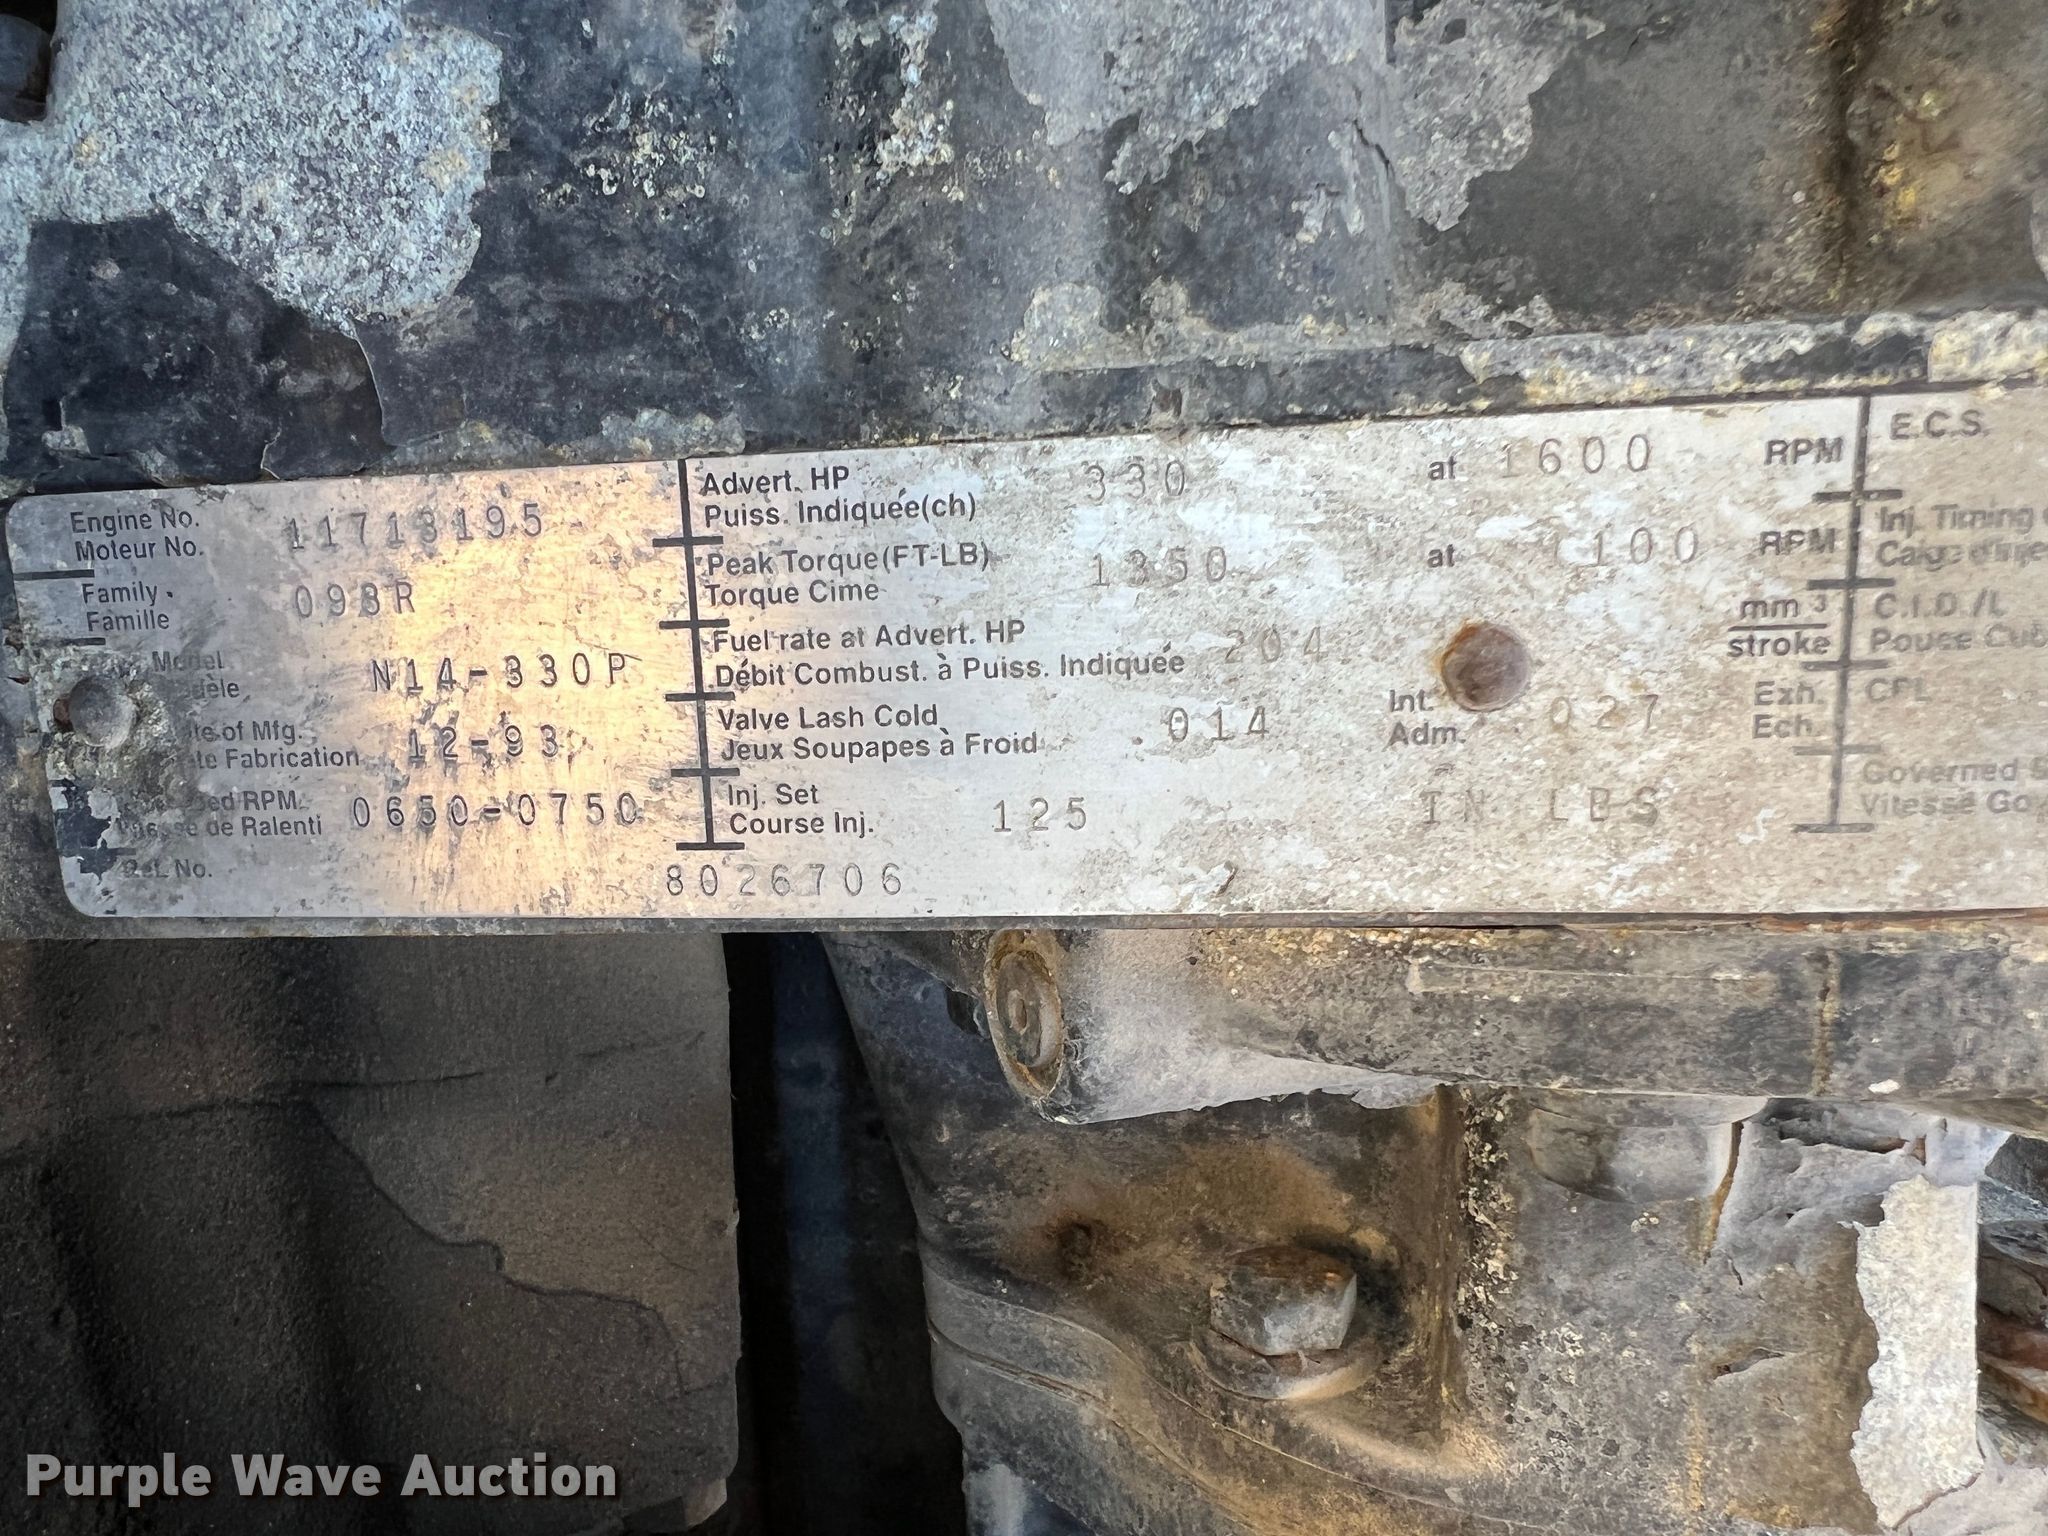 Engine No.
Moteur No. 11713195
Family
Famille 093R
Model N14-330P
of Mfg.
Fabrication 12-93
RPM
de Ralenti 0650-0750
No. 8026706
Advert. HP
Puiss. Indiquée(ch) 330 at 1600 RPM
Peak Torque(FT-LB)
Torque Cime 1350 at 1100 RPM
Fuel rate at Advert. HP
Débit Combust. à Puiss. Indiquée 204 mm3
stroke
Valve Lash Cold
Jeux Soupapes à Froid .014 Int.
Adm. .027 Exh.
Ech.
Inj. Set
Course Inj. 125 IN LBS
E.C.S.
Inj. Timing
C.I.D./L
Pouce
CPL
Governed
Vitesse
Purple Wave Auction